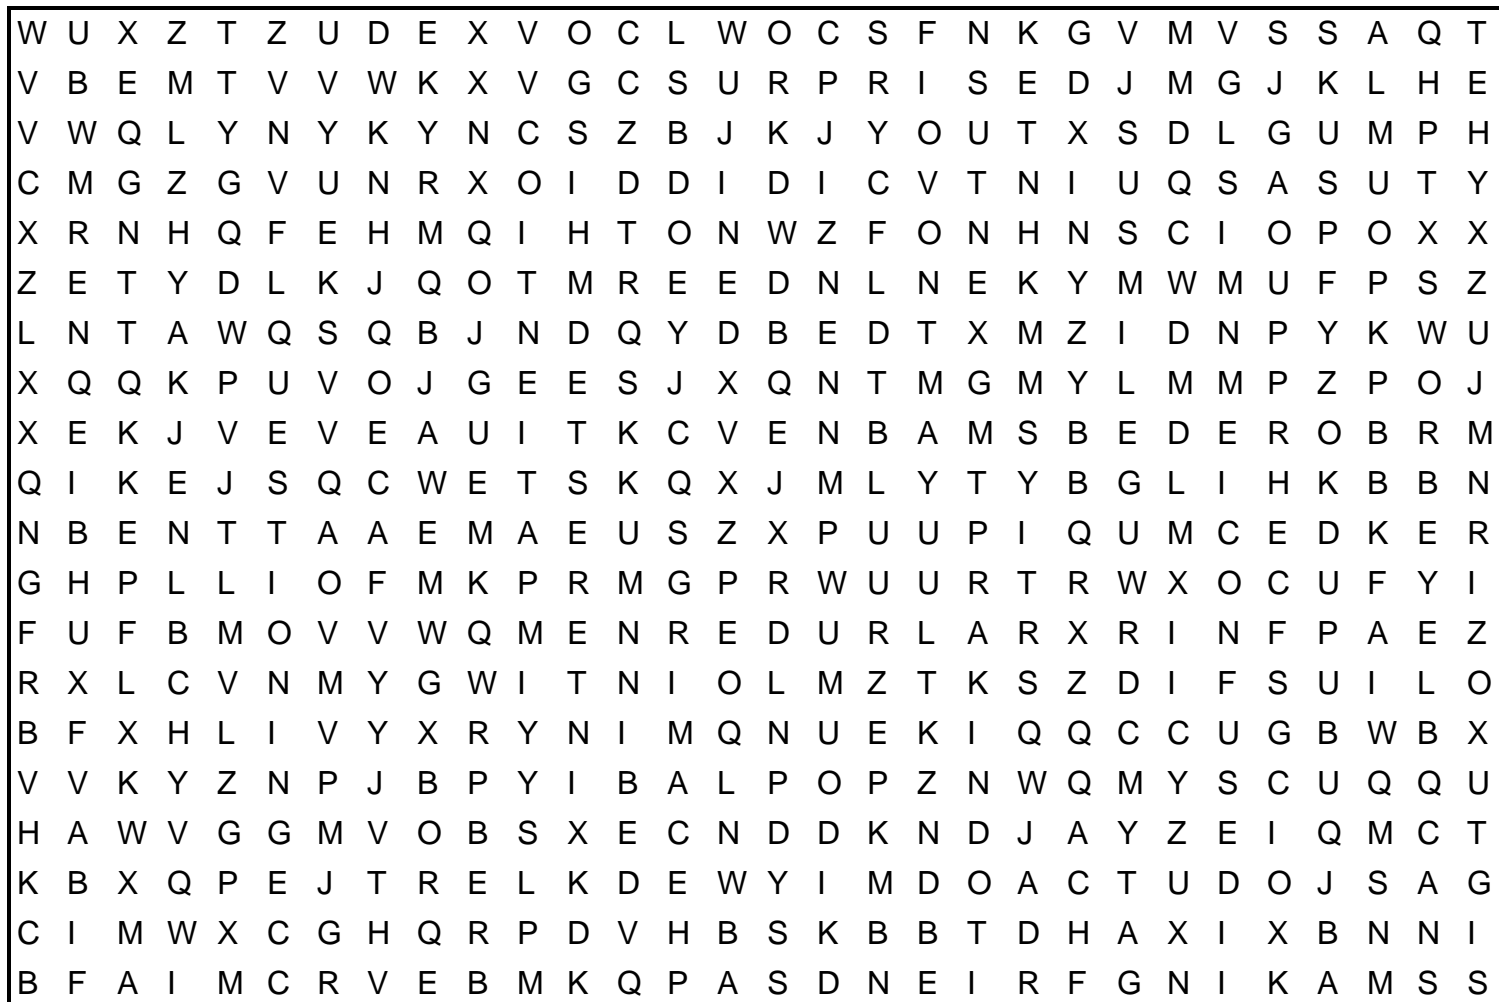 W U X Z T Z U D E X V O C L W O C S F N K G V M V S S A Q T
V B E M T V V W K X V G C S U R P R I S E D J M G J K L H E
V W Q L Y N Y K Y N C S Z B J K J Y O U T X S D L G U M P H
C M G Z G V U N R X O I D D I D I C V T N I U Q S A S U T Y
X R N H Q F E H M Q I H T O N W Z F O N H N S C I O P O X X
Z E T Y D L K J Q O T M R E E D N L N E K Y M W M U F P S Z
L N T A W Q S Q B J N D Q Y D B E D T X M Z I D N P Y K W U
X Q Q K P U V O J G E E S J X Q N T M G M Y L M M P Z P O J
X E K J V E V E A U I T K C V E N B A M S B E D E R O B R M
Q I K E J S Q C W E T S K Q X J M L Y T Y B G L I H K B B N
N B E N T T A A E M A E U S Z X P U U P I Q U M C E D K E R
G H P L L I O F M K P R M G P R W U U R T R W X O C U F Y I
F U F B M O V V W Q M E N R E D U R L A R X R I N F P A E Z
R X L C V N M Y G W I T N I O L M Z T K S Z D I F S U I L O
B F X H L I V Y X R Y N I M Q N U E K I Q Q C C U G B W B X
V V K Y Z N P J B P Y I B A L P O P Z N W Q M Y S C U Q Q U
H A W V G G M V O B S X E C N D D K N D J A Y Z E I Q M C T
K B X Q P E J T R E L K D E W Y I M D O A C T U D O J S A G
C I M W X C G H Q R P D V H B S K B B T D H A X I X B N N I
B F A I M C R V E B M K Q P A S D N E I R F G N I K A M S S